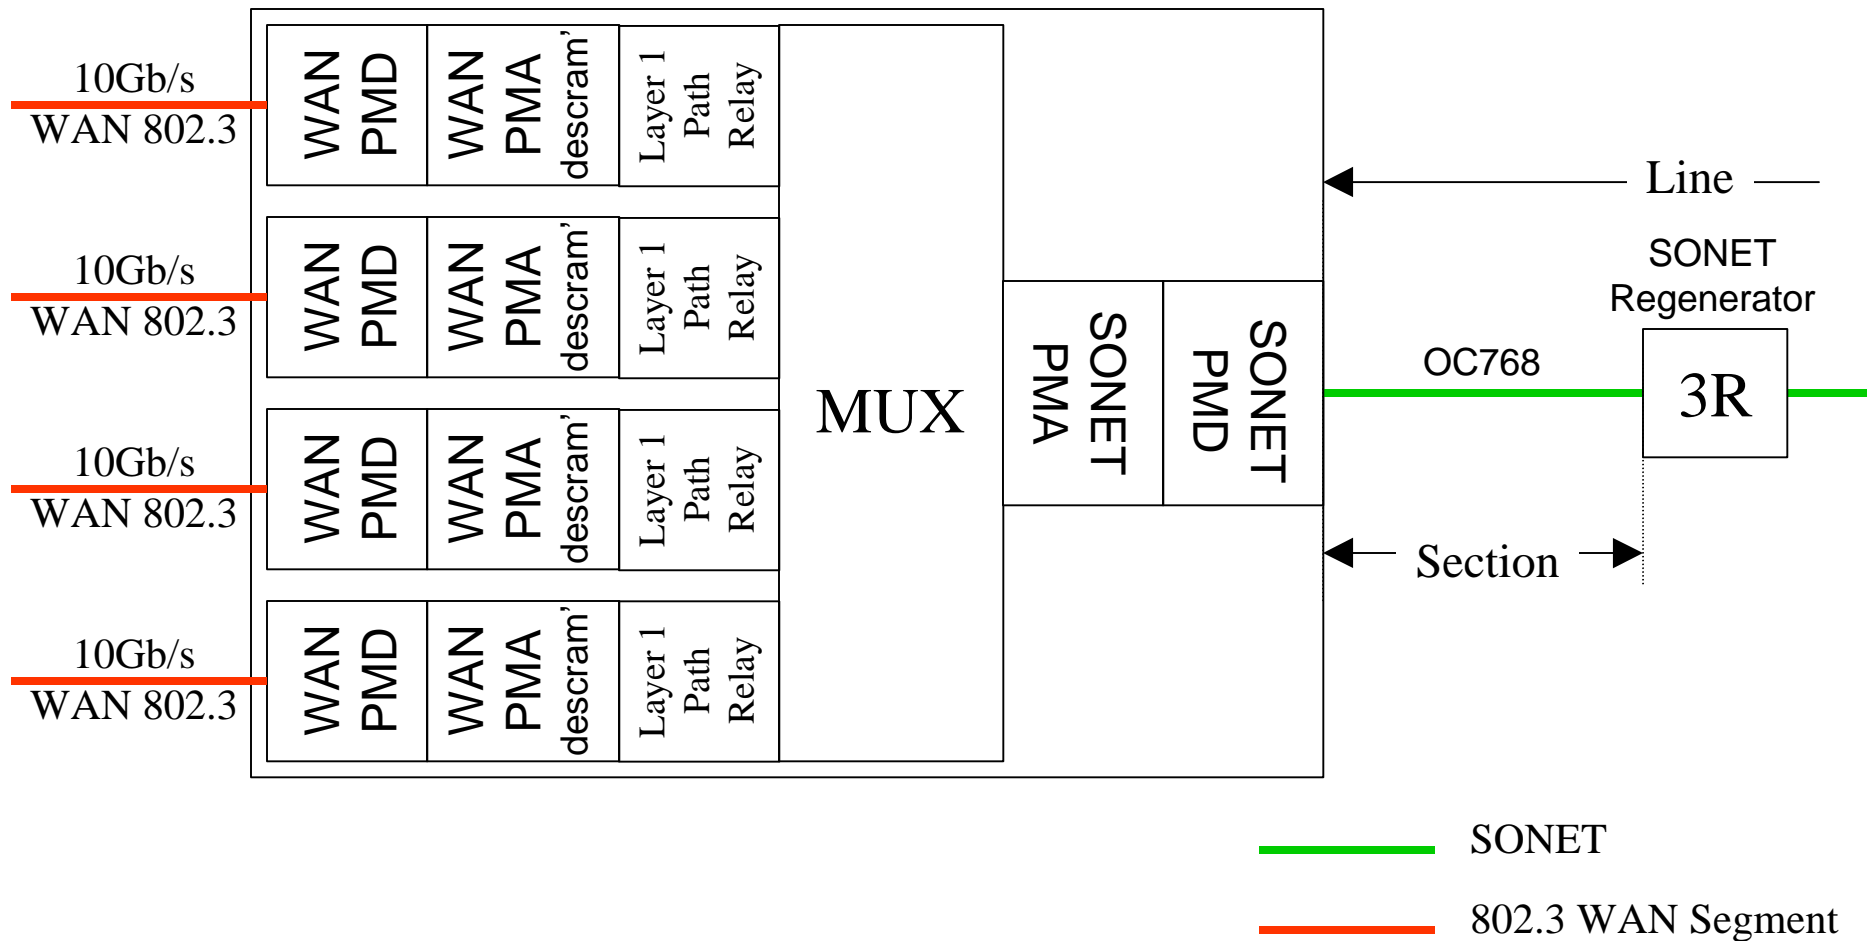 10Gb/s
WAN 802.3
WAN
PMD
WAN
PMA
descram’
Layer 1
Path
Relay
10Gb/s
WAN 802.3
WAN
PMD
WAN
PMA
descram’
Layer 1
Path
Relay
10Gb/s
WAN 802.3
WAN
PMD
WAN
PMA
descram’
Layer 1
Path
Relay
10Gb/s
WAN 802.3
WAN
PMD
WAN
PMA
descram’
Layer 1
Path
Relay
MUX
SONET
PMA
SONET
PMD
Line
SONET
Regenerator
OC768
3R
Section
SONET
802.3 WAN Segment